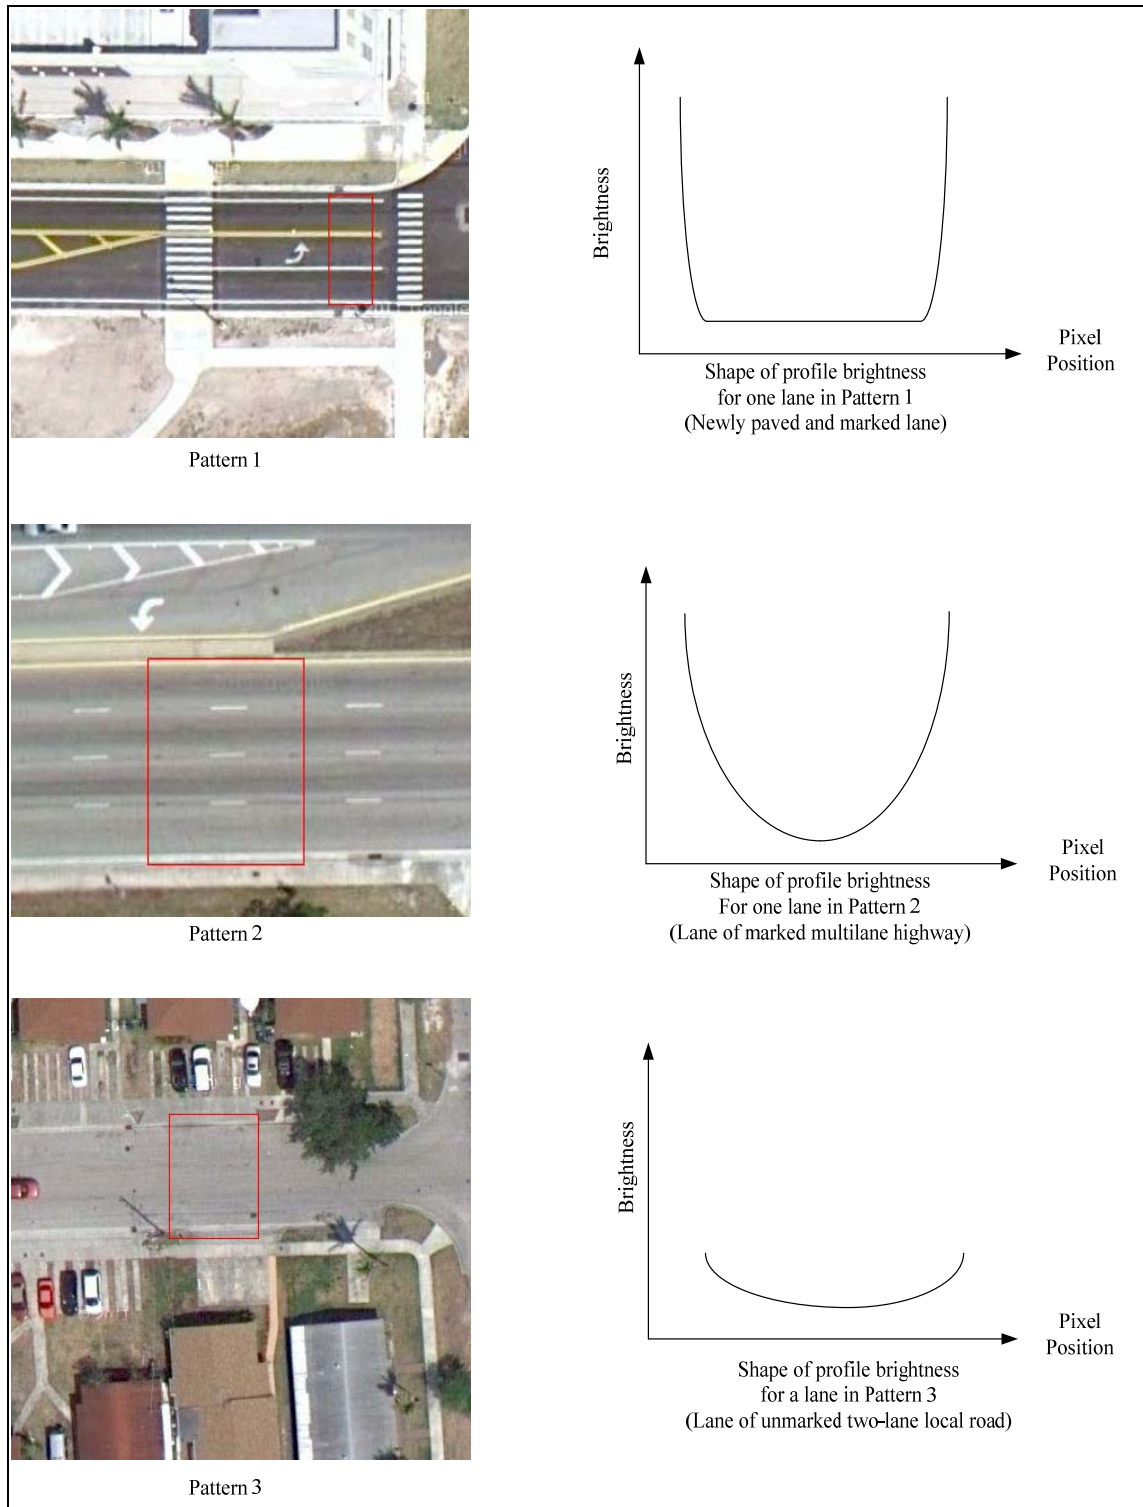 Brightness
Pixel
Position
Shape of profile brightness
for one lane in Pattern 1
(Newly paved and marked lane)
Pattern 1
Brightness
Pixel
Position
Shape of profile brightness
For one lane in Pattern 2
(Lane of marked multilane highway)
Pattern 2
Brightness
Pixel
Position
Shape of profile brightness
for a lane in Pattern 3
(Lane of unmarked two-lane local road)
Pattern 3
© 2011 Google